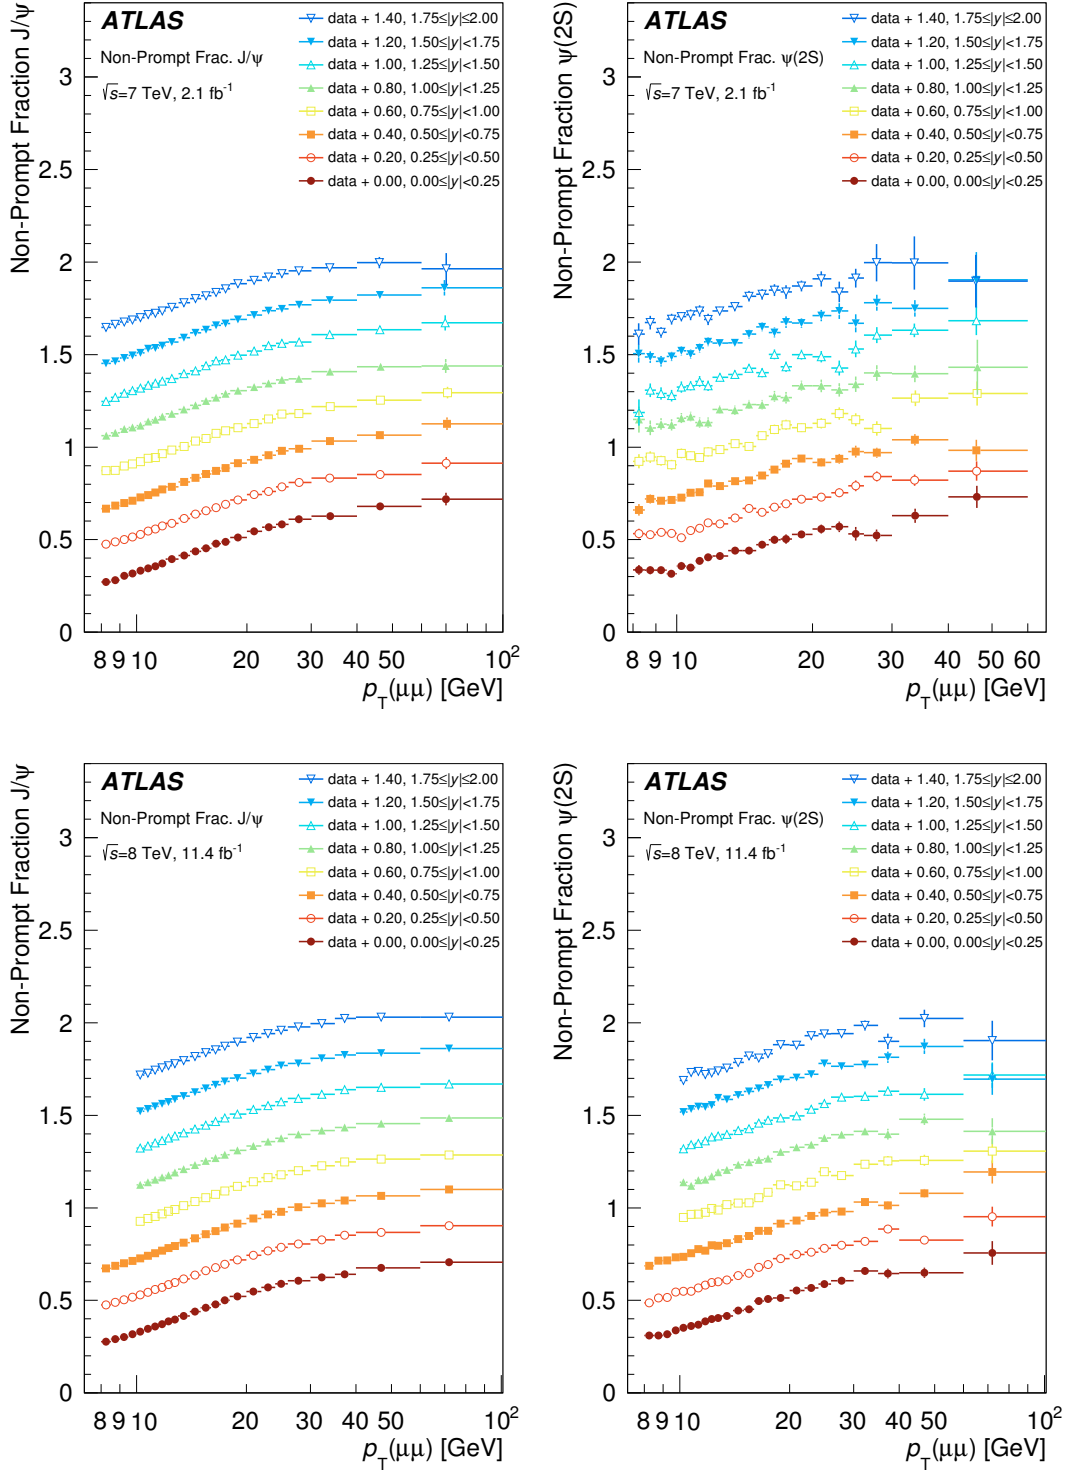 ATLAS
Non-Prompt Frac. J/ψ
√s=7 TeV, 2.1 fb⁻¹
data + 1.40, 1.75≤|y|≤2.00
data + 1.20, 1.50≤|y|<1.75
data + 1.00, 1.25≤|y|<1.50
data + 0.80, 1.00≤|y|<1.25
data + 0.60, 0.75≤|y|<1.00
data + 0.40, 0.50≤|y|<0.75
data + 0.20, 0.25≤|y|<0.50
data + 0.00, 0.00≤|y|<0.25
Non-Prompt Fraction J/ψ
3
2.5
2
1.5
1
0.5
0
8 9 10 20 30 40 50 10²
p_T(μμ) [GeV]
ATLAS
Non-Prompt Frac. ψ(2S)
√s=7 TeV, 2.1 fb⁻¹
data + 1.40, 1.75≤|y|≤2.00
data + 1.20, 1.50≤|y|<1.75
data + 1.00, 1.25≤|y|<1.50
data + 0.80, 1.00≤|y|<1.25
data + 0.60, 0.75≤|y|<1.00
data + 0.40, 0.50≤|y|<0.75
data + 0.20, 0.25≤|y|<0.50
data + 0.00, 0.00≤|y|<0.25
Non-Prompt Fraction ψ(2S)
3
2.5
2
1.5
1
0.5
0
8 9 10 20 30 40 50 60
p_T(μμ) [GeV]
ATLAS
Non-Prompt Frac. J/ψ
√s=8 TeV, 11.4 fb⁻¹
data + 1.40, 1.75≤|y|≤2.00
data + 1.20, 1.50≤|y|<1.75
data + 1.00, 1.25≤|y|<1.50
data + 0.80, 1.00≤|y|<1.25
data + 0.60, 0.75≤|y|<1.00
data + 0.40, 0.50≤|y|<0.75
data + 0.20, 0.25≤|y|<0.50
data + 0.00, 0.00≤|y|<0.25
Non-Prompt Fraction J/ψ
3
2.5
2
1.5
1
0.5
0
8 9 10 20 30 40 50 10²
p_T(μμ) [GeV]
ATLAS
Non-Prompt Frac. ψ(2S)
√s=8 TeV, 11.4 fb⁻¹
data + 1.40, 1.75≤|y|≤2.00
data + 1.20, 1.50≤|y|<1.75
data + 1.00, 1.25≤|y|<1.50
data + 0.80, 1.00≤|y|<1.25
data + 0.60, 0.75≤|y|<1.00
data + 0.40, 0.50≤|y|<0.75
data + 0.20, 0.25≤|y|<0.50
data + 0.00, 0.00≤|y|<0.25
Non-Prompt Fraction ψ(2S)
3
2.5
2
1.5
1
0.5
0
8 9 10 20 30 40 50 10²
p_T(μμ) [GeV]